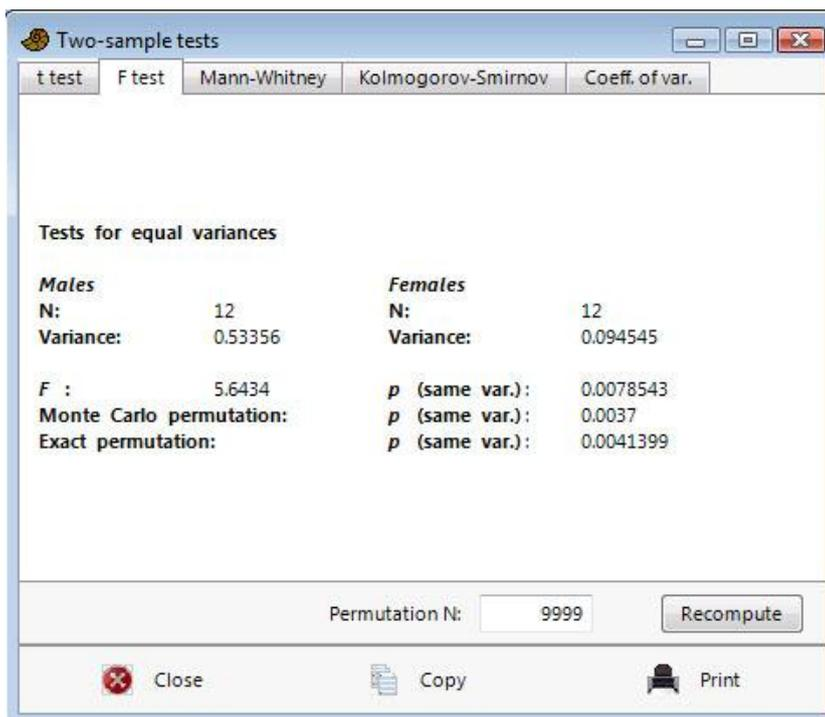 Two-sample tests
t test F test Mann-Whitney Kolmogorov-Smirnov Coeff. of var.
Tests for equal variances
Males Females
N: 12 N: 12
Variance: 0.53356 Variance: 0.094545
F : 5.6434 p (same var.): 0.0078543
Monte Carlo permutation: p (same var.): 0.0037
Exact permutation: p (same var.): 0.0041399
Permutation N: 9999 Recompute
Close Copy Print